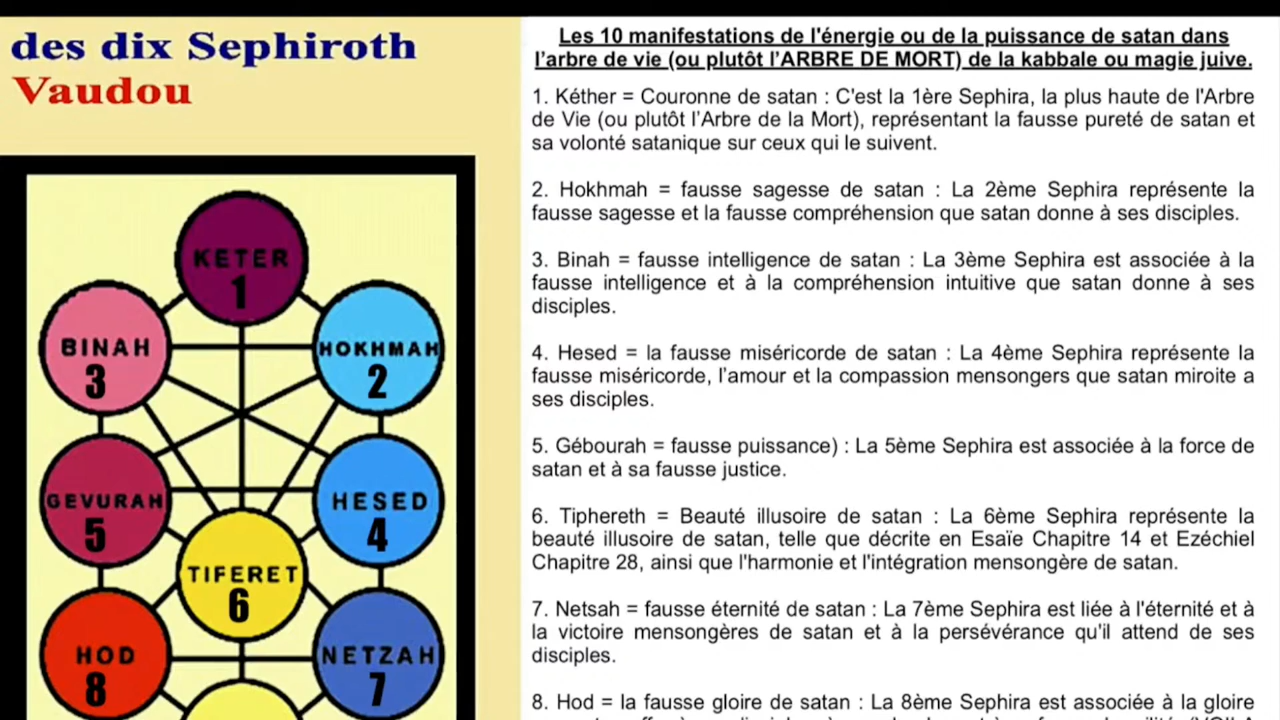 des dix Sephiroth
Vaudou
KETER
1
BINAH
3
HOKHMAH
2
GEVURAH
5
HESED
4
TIFERET
6
HOD
8
NETZAH
7
Les 10 manifestations de l'énergie ou de la puissance de satan dans
l'arbre de vie (ou plutôt l'ARBRE DE MORT) de la kabbale ou magie juive.
1. Kéther = Couronne de satan : C'est la 1ère Sephira, la plus haute de l'Arbre
de Vie (ou plutôt l'Arbre de la Mort), représentant la fausse pureté de satan et
sa volonté satanique sur ceux qui le suivent.
2. Hokhmah = fausse sagesse de satan : La 2ème Sephira représente la
fausse sagesse et la fausse compréhension que satan donne à ses disciples.
3. Binah = fausse intelligence de satan : La 3ème Sephira est associée à la
fausse intelligence et à la compréhension intuitive que satan donne à ses
disciples.
4. Hesed = la fausse miséricorde de satan : La 4ème Sephira représente la
fausse miséricorde, l'amour et la compassion mensongers que satan miroite a
ses disciples.
5. Gébourah = fausse puissance) : La 5ème Sephira est associée à la force de
satan et à sa fausse justice.
6. Tiphereth = Beauté illusoire de satan : La 6ème Sephira représente la
beauté illusoire de satan, telle que décrite en Esaïe Chapitre 14 et Ezéchiel
Chapitre 28, ainsi que l'harmonie et l'intégration mensongère de satan.
7. Netsah = fausse éternité de satan : La 7ème Sephira est liée à l'éternité et à
la victoire mensongères de satan et à la persévérance qu'il attend de ses
disciples.
8. Hod = la fausse gloire de satan : La 8ème Sephira est associée à la gloire